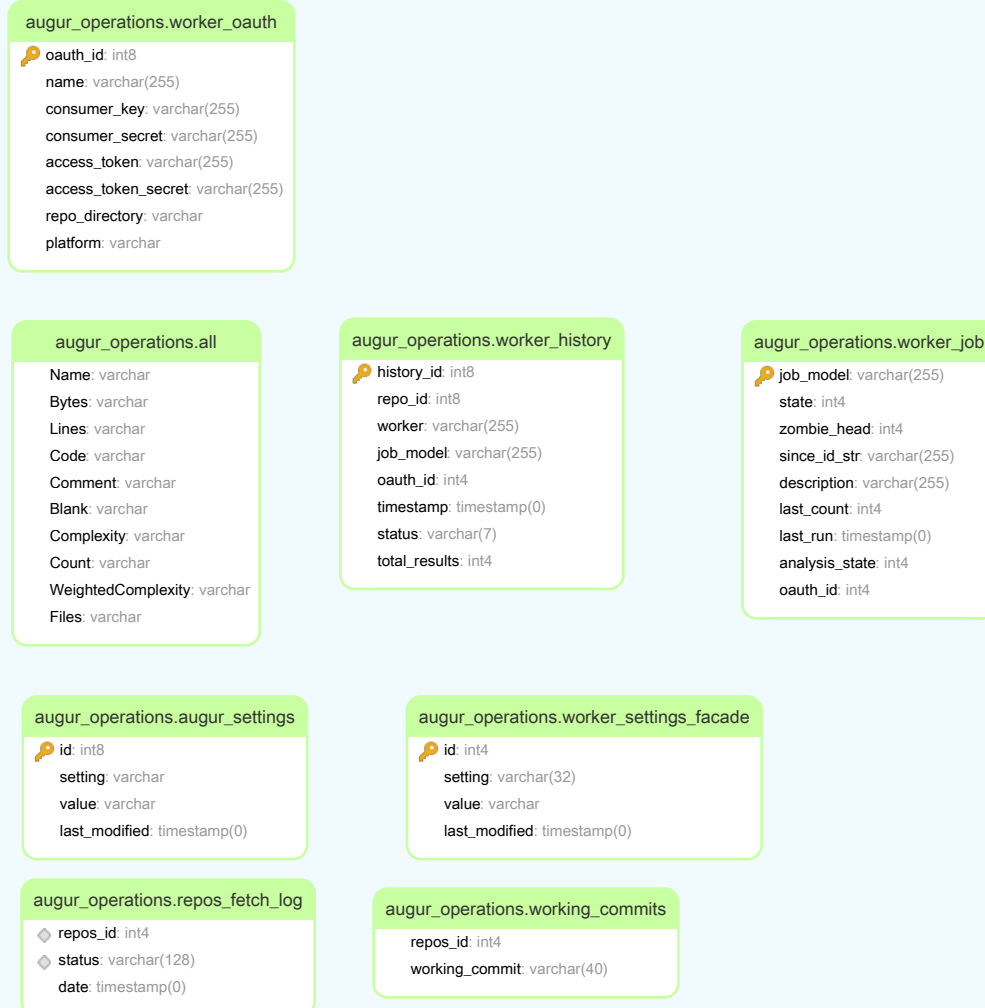 augur_operations.worker_oauth
oauth_id: int8
name: varchar(255)
consumer_key: varchar(255)
consumer_secret: varchar(255)
access_token: varchar(255)
access_token_secret: varchar(255)
repo_directory: varchar
platform: varchar
augur_operations.all
Name: varchar
Bytes: varchar
Lines: varchar
Code: varchar
Comment: varchar
Blank: varchar
Complexity: varchar
Count: varchar
WeightedComplexity: varchar
Files: varchar
augur_operations.worker_history
history_id: int8
repo_id: int8
worker: varchar(255)
job_model: varchar(255)
oauth_id: int4
timestamp: timestamp(0)
status: varchar(7)
total_results: int4
augur_operations.worker_job
job_model: varchar(255)
state: int4
zombie_head: int4
since_id_str: varchar(255)
description: varchar(255)
last_count: int4
last_run: timestamp(0)
analysis_state: int4
oauth_id: int4
augur_operations.augur_settings
id: int8
setting: varchar
value: varchar
last_modified: timestamp(0)
augur_operations.worker_settings_facade
id: int4
setting: varchar(32)
value: varchar
last_modified: timestamp(0)
augur_operations.repos_fetch_log
repos_id: int4
status: varchar(128)
date: timestamp(0)
augur_operations.working_commits
repos_id: int4
working_commit: varchar(40)